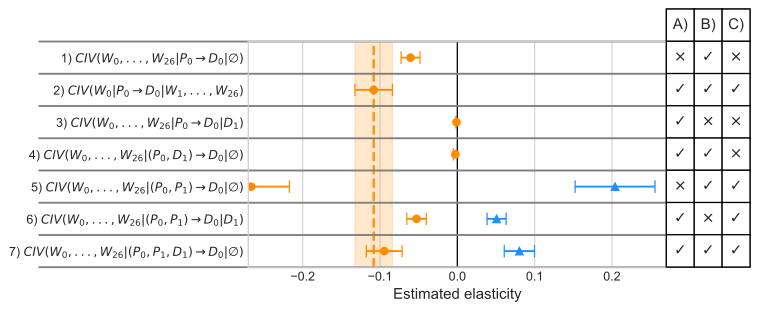 A) B) C)
1) CIV(W₀, . . . , W₂₆|P₀ → D₀|∅) × ✓ ×
2) CIV(W₀|P₀ → D₀|W₁, . . . , W₂₆) ✓ ✓ ✓
3) CIV(W₀, . . . , W₂₆|P₀ → D₀|D₁) ✓ × ×
4) CIV(W₀, . . . , W₂₆|(P₀, D₁) → D₀|∅) ✓ ✓ ×
5) CIV(W₀, . . . , W₂₆|(P₀, P₁) → D₀|∅) × ✓ ✓
6) CIV(W₀, . . . , W₂₆|(P₀, P₁) → D₀|D₁) ✓ × ✓
7) CIV(W₀, . . . , W₂₆|(P₀, P₁, D₁) → D₀|∅) ✓ ✓ ✓
−0.2 −0.1 0.0 0.1 0.2
Estimated elasticity